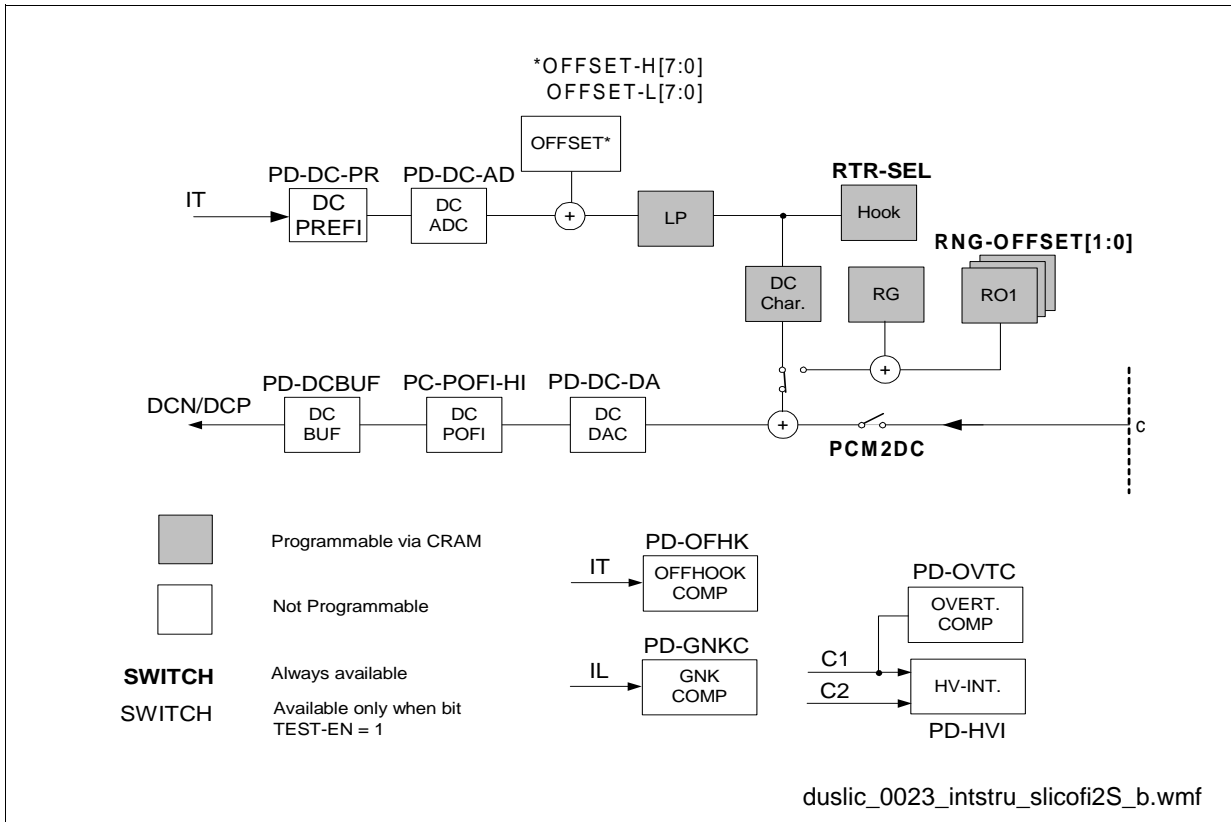 *OFFSET-H[7:0]
OFFSET-L[7:0]
OFFSET*
PD-DC-PR
PD-DC-AD
RTR-SEL
IT
DC
PREFI
DC
ADC
+
LP
Hook
RNG-OFFSET[1:0]
DC
Char.
RG
RO1
+
PD-DCBUF
PC-POFI-HI
PD-DC-DA
DCN/DCP
DC
BUF
DC
POFI
DC
DAC
+
PCM2DC
C
Programmable via CRAM
Not Programmable
SWITCH
Always available
SWITCH
Available only when bit
TEST-EN = 1
PD-OFHK
IT
OFFHOOK
COMP
PD-GNKC
IL
GNK
COMP
PD-OVTC
OVERT.
COMP
C1
C2
HV-INT.
PD-HVI
duslic_0023_intstru_slicofi2S_b.wmf